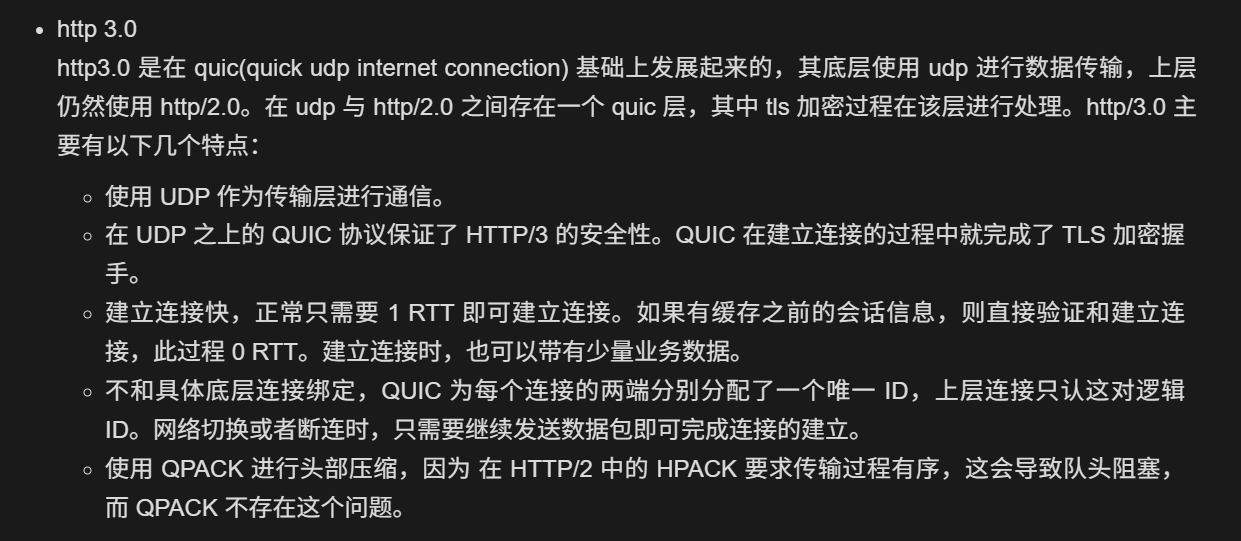 http 3.0
http3.0 是在 quic(quick udp internet connection) 基础上发展起来的，其底层使用 udp 进行数据传输，上层
仍然使用 http/2.0。在 udp 与 http/2.0 之间存在一个 quic 层，其中 tls 加密过程在该层进行处理。http/3.0 主
要有以下几个特点：
使用 UDP 作为传输层进行通信。
在 UDP 之上的 QUIC 协议保证了 HTTP/3 的安全性。QUIC 在建立连接的过程中就完成了 TLS 加密握
手。
建立连接快，正常只需要 1 RTT 即可建立连接。如果有缓存之前的会话信息，则直接验证和建立连
接，此过程 0 RTT。建立连接时，也可以带有少量业务数据。
不和具体底层连接绑定，QUIC 为每个连接的两端分别分配了一个唯一 ID，上层连接只认这对逻辑
ID。网络切换或者断连时，只需要继续发送数据包即可完成连接的建立。
使用 QPACK 进行头部压缩，因为 在 HTTP/2 中的 HPACK 要求传输过程有序，这会导致队头阻塞，
而 QPACK 不存在这个问题。